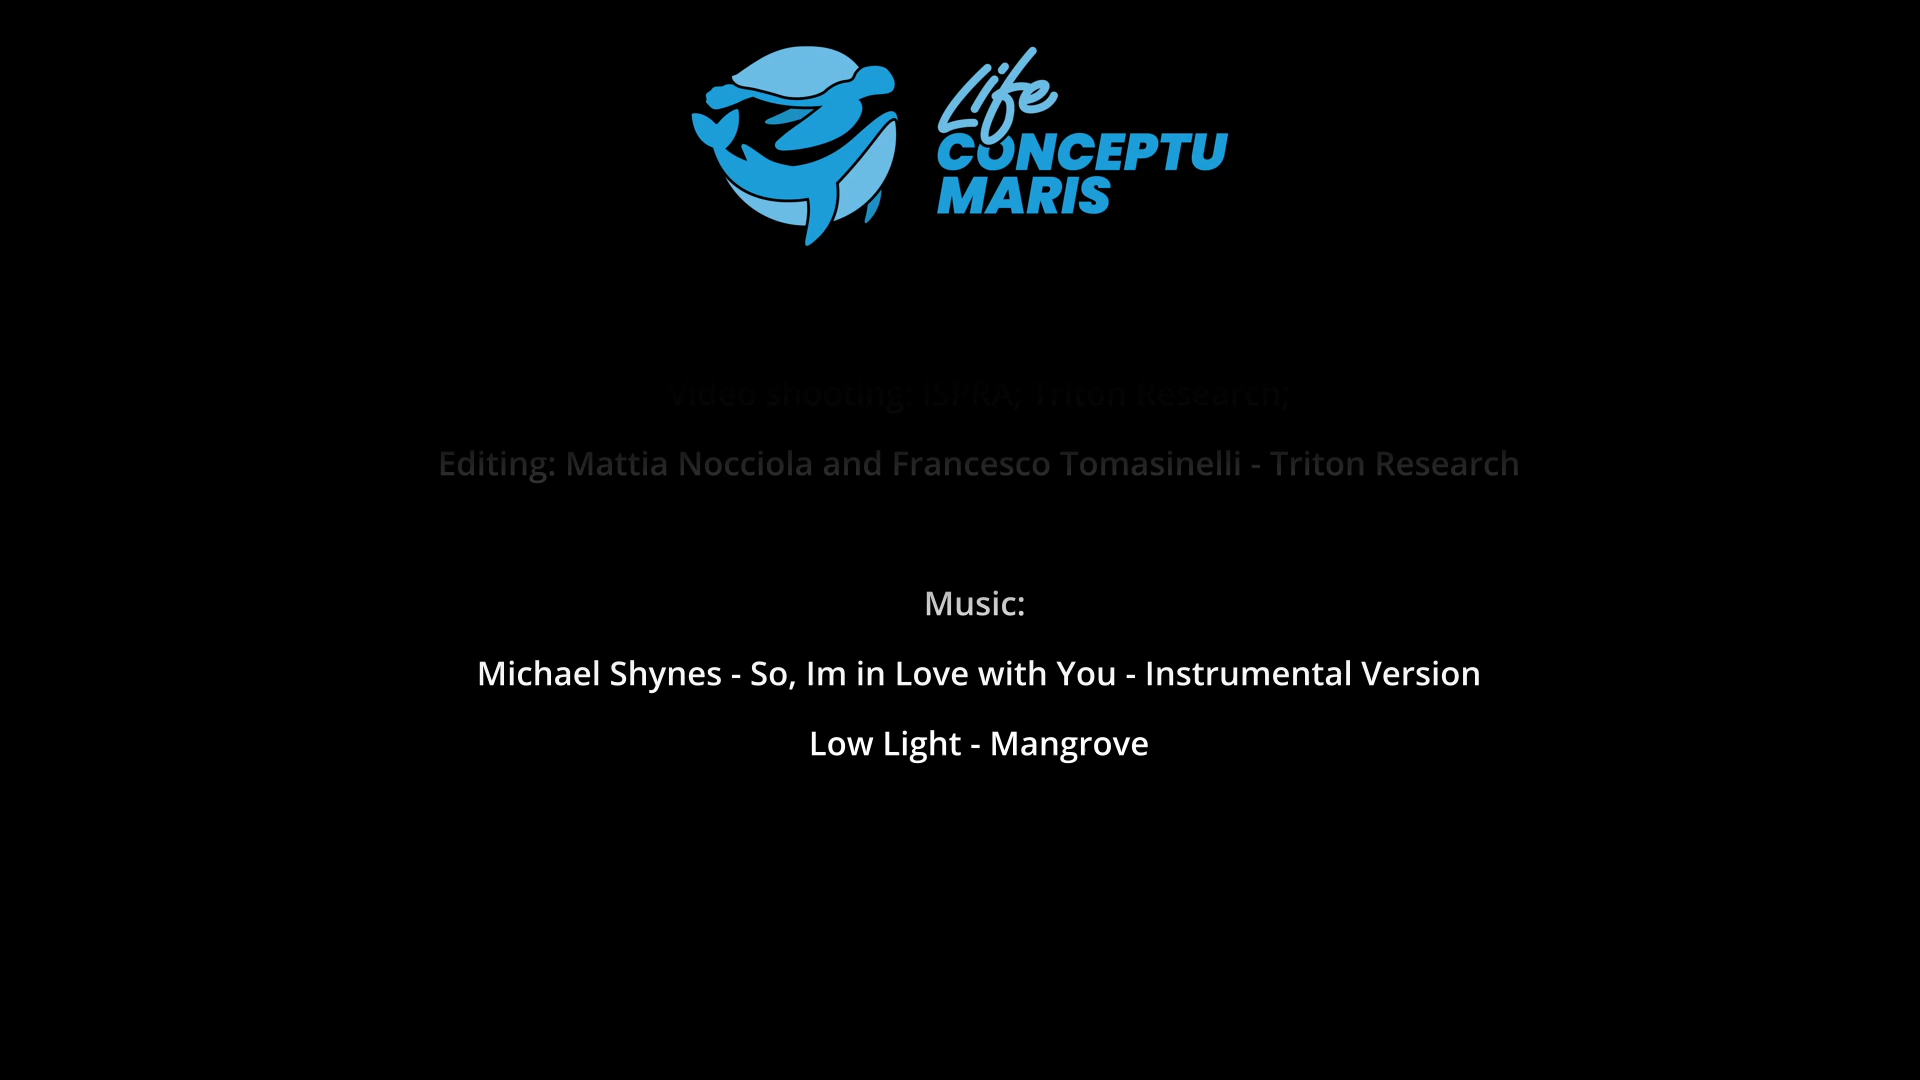 Life
CONCEPTU
MARIS
Video shooting: ISPRA; Triton Research;
Editing: Mattia Nocciola and Francesco Tomasinelli - Triton Research
Music:
Michael Shynes - So, Im in Love with You - Instrumental Version
Low Light - Mangrove